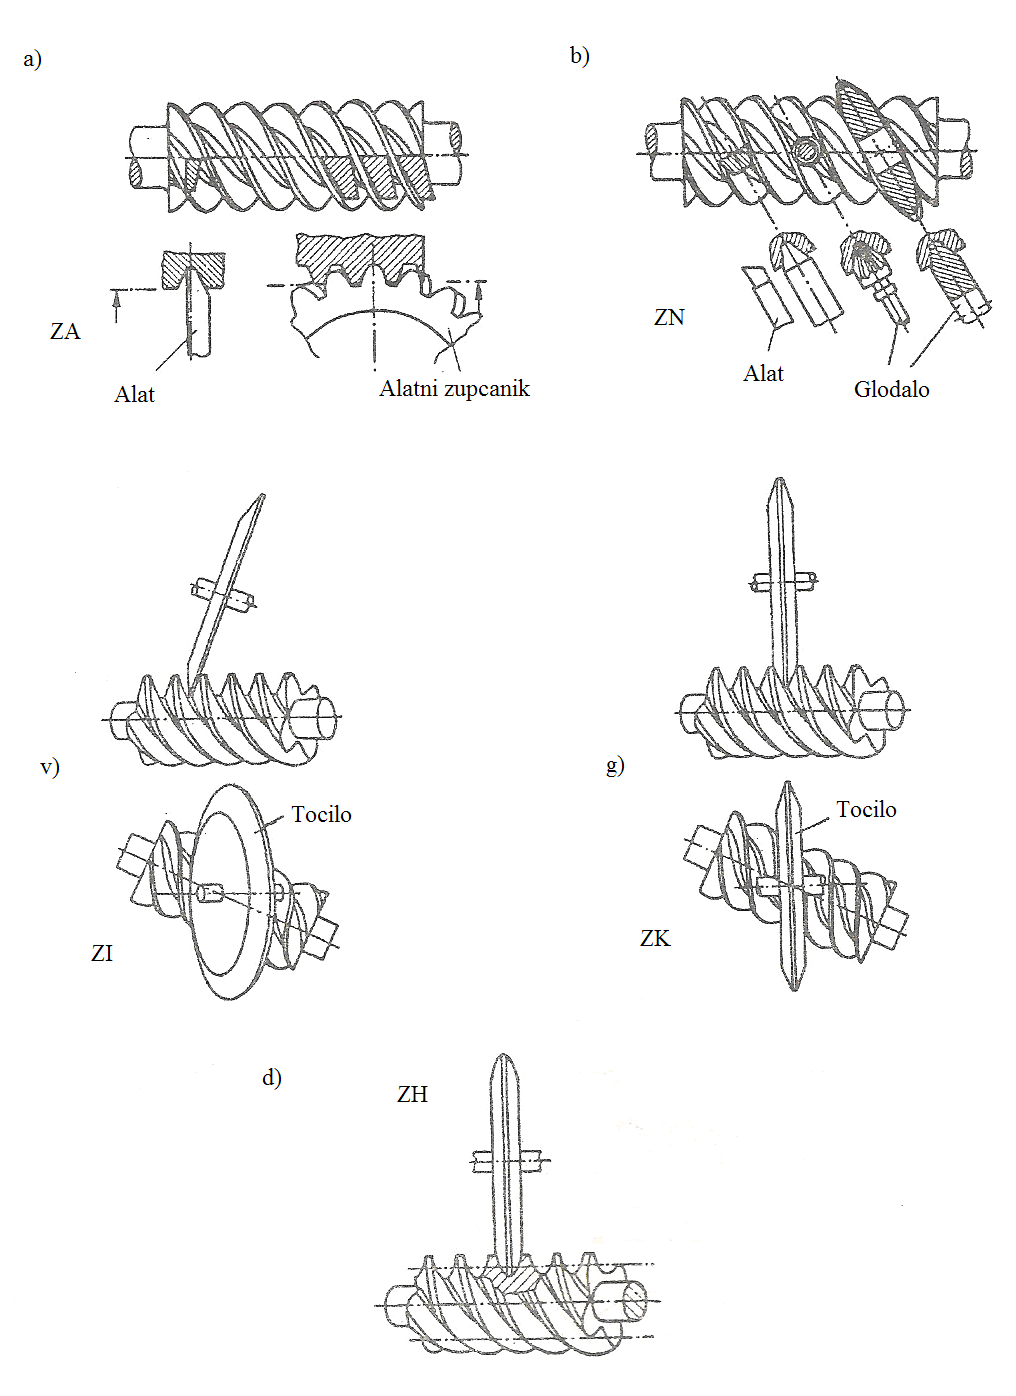 a)
b)
ZA
Alat
Alatni zupcanik
ZN
Alat
Glodalo
v)
Tocilo
ZI
g)
Tocilo
ZK
d)
ZH